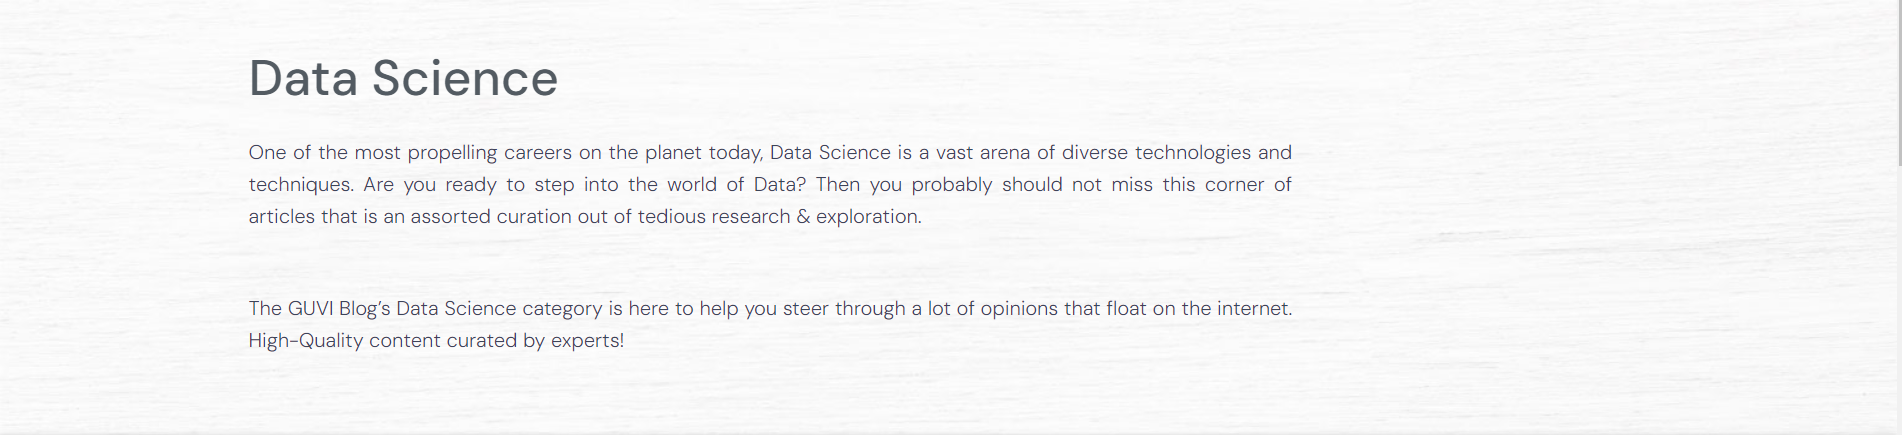 Data Science
One of the most propelling careers on the planet today, Data Science is a vast arena of diverse technologies and
techniques. Are you ready to step into the world of Data? Then you probably should not miss this corner of
articles that is an assorted curation out of tedious research & exploration.
The GUVI Blog’s Data Science category is here to help you steer through a lot of opinions that float on the internet.
High-Quality content curated by experts!